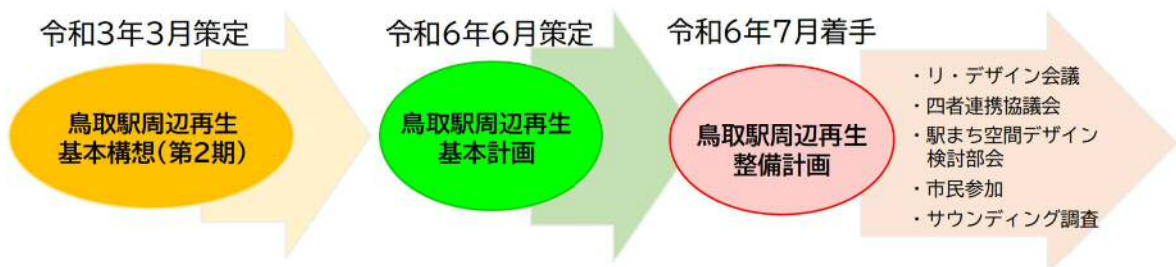 令和3年3月策定
鳥取駅周辺再生
基本構想(第2期)
令和6年6月策定
鳥取駅周辺再生
基本計画
令和6年7月着手
鳥取駅周辺再生
整備計画
・リ・デザイン会議
・四者連携協議会
・駅まち空間デザイン
検討部会
・市民参加
・サウンディング調査